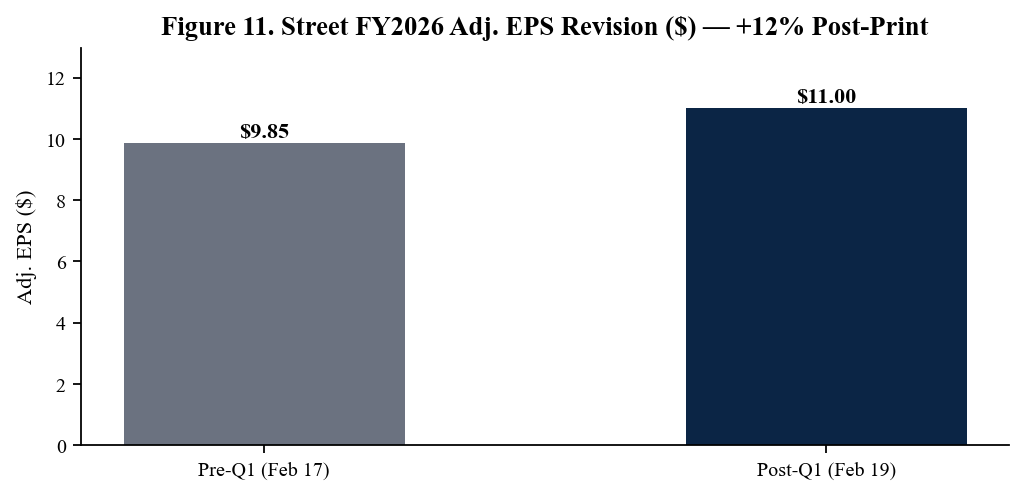 Figure 11. Street FY2026 Adj. EPS Revision ($) — +12% Post-Print
Adj. EPS ($)
12
10
8
6
4
2
0
$9.85
$11.00
Pre-Q1 (Feb 17)
Post-Q1 (Feb 19)